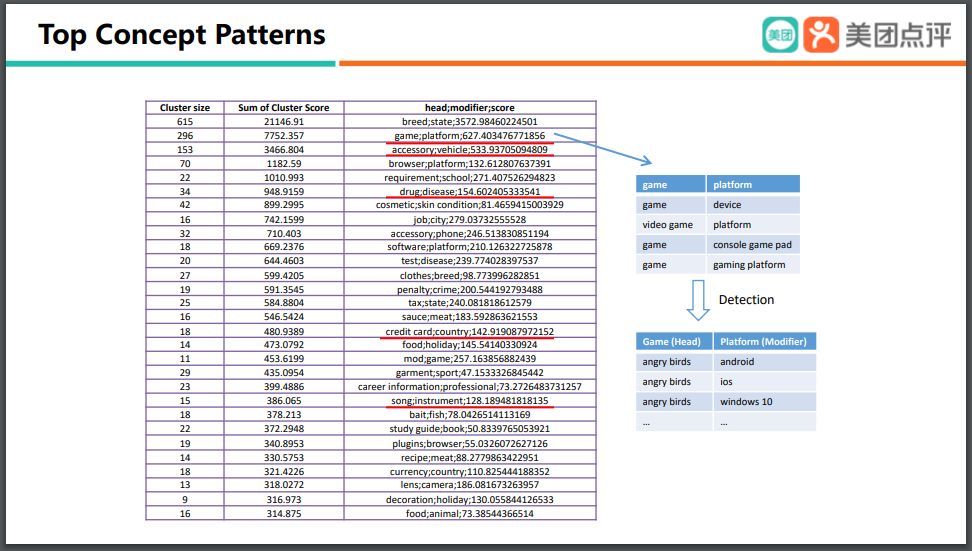 Top Concept Patterns
美团 美团点评
Cluster size Sum of Cluster Score head;modifier;score
615 21146.91 breed;state;3572.98460224501
296 7752.357 game;platform;627.403476771856
153 3466.804 accessory;vehicle;533.93705094809
70 1182.59 browser;platform;132.612807637391
22 1010.993 requirement;school;271.407526294823
34 948.9159 drug;disease;154.602405333541
42 899.2995 cosmetic;skin condition;81.4659415003929
16 742.1599 job;city;279.03732555528
32 710.403 accessory;phone;246.513830851194
18 669.2376 software;platform;210.126322725878
20 644.4603 test;disease;239.774028397537
27 599.4205 clothes;breed;98.773996282851
19 591.3545 penalty;crime;200.544192793488
25 584.8804 tax;state;240.081818612579
16 546.5424 sauce;meat;183.592863621553
18 480.9389 credit card;country;142.919087972152
14 473.0792 food;holiday;145.54140330924
11 453.6199 mod;game;257.163856882439
29 435.0954 garment;sport;47.1533326845442
23 399.4886 career information;professional;73.2726483731257
15 386.065 song;instrument;128.189481818135
18 378.213 bait;fish;78.0426514113169
22 372.2948 study guide;book;50.8339765053921
19 340.8953 plugins;browser;55.0326072627126
14 330.5753 recipe;meat;88.2779863422951
18 321.4226 currency;country;110.825444188352
13 318.0272 lens;camera;186.081673263957
9 316.973 decoration;holiday;130.055844126533
16 314.875 food;animal;73.38544366514
game platform
game device
video game platform
game console game pad
game gaming platform
Detection
Game (Head) Platform (Modifier)
angry birds android
angry birds ios
angry birds windows 10
... ...